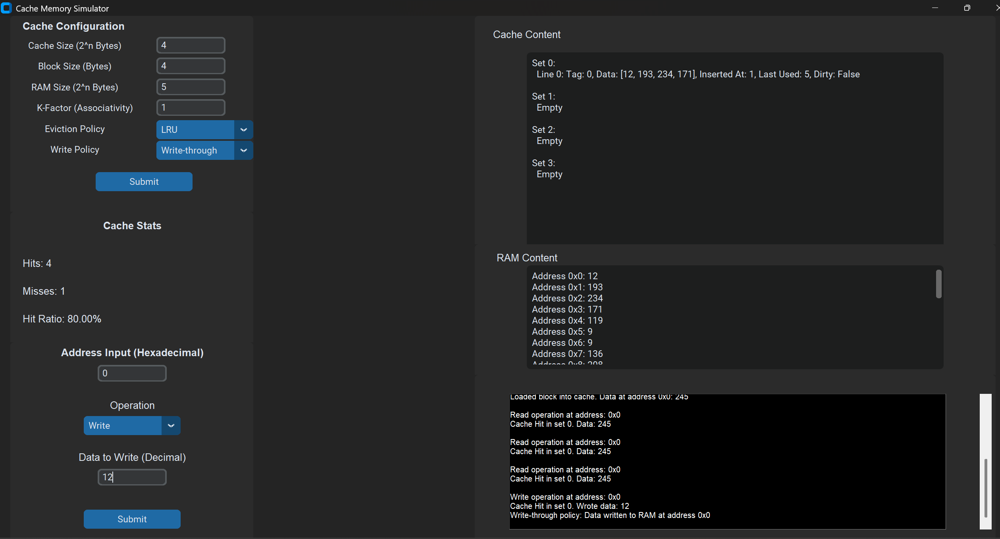 Cache Memory Simulator
Cache Configuration
Cache Size (2^n Bytes)
4
Block Size (Bytes)
4
RAM Size (2^n Bytes)
5
K-Factor (Associativity)
1
Eviction Policy
LRU
Write Policy
Write-through
Submit
Cache Stats
Hits: 4
Misses: 1
Hit Ratio: 80.00%
Address Input (Hexadecimal)
0
Operation
Write
Data to Write (Decimal)
12
Submit
Cache Content
Set 0:
Line 0: Tag: 0, Data: [12, 193, 234, 171], Inserted At: 1, Last Used: 5, Dirty: False
Set 1:
Empty
Set 2:
Empty
Set 3:
Empty
RAM Content
Address 0x0: 12
Address 0x1: 193
Address 0x2: 234
Address 0x3: 171
Address 0x4: 119
Address 0x5: 9
Address 0x6: 9
Address 0x7: 136
Address 0x8: 208
Loaded block into cache. Data at address 0x0: 245
Read operation at address: 0x0
Cache Hit in set 0. Data: 245
Read operation at address: 0x0
Cache Hit in set 0. Data: 245
Read operation at address: 0x0
Cache Hit in set 0. Data: 245
Write operation at address: 0x0
Cache Hit in set 0. Wrote data: 12
Write-through policy: Data written to RAM at address 0x0